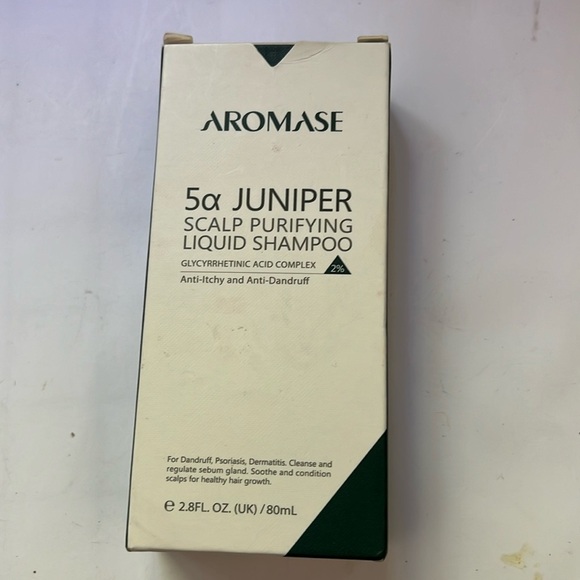 AROMASE
5α JUNIPER
SCALP PURIFYING
LIQUID SHAMPOO
GLYCYRRHETINIC ACID COMPLEX 2%
Anti-Itchy and Anti-Dandruff
For Dandruff, Psoriasis, Dermatitis. Cleanse and
regulate sebum gland. Soothe and condition
scalps for healthy hair growth.
℮ 2.8FL. OZ. (UK) / 80mL